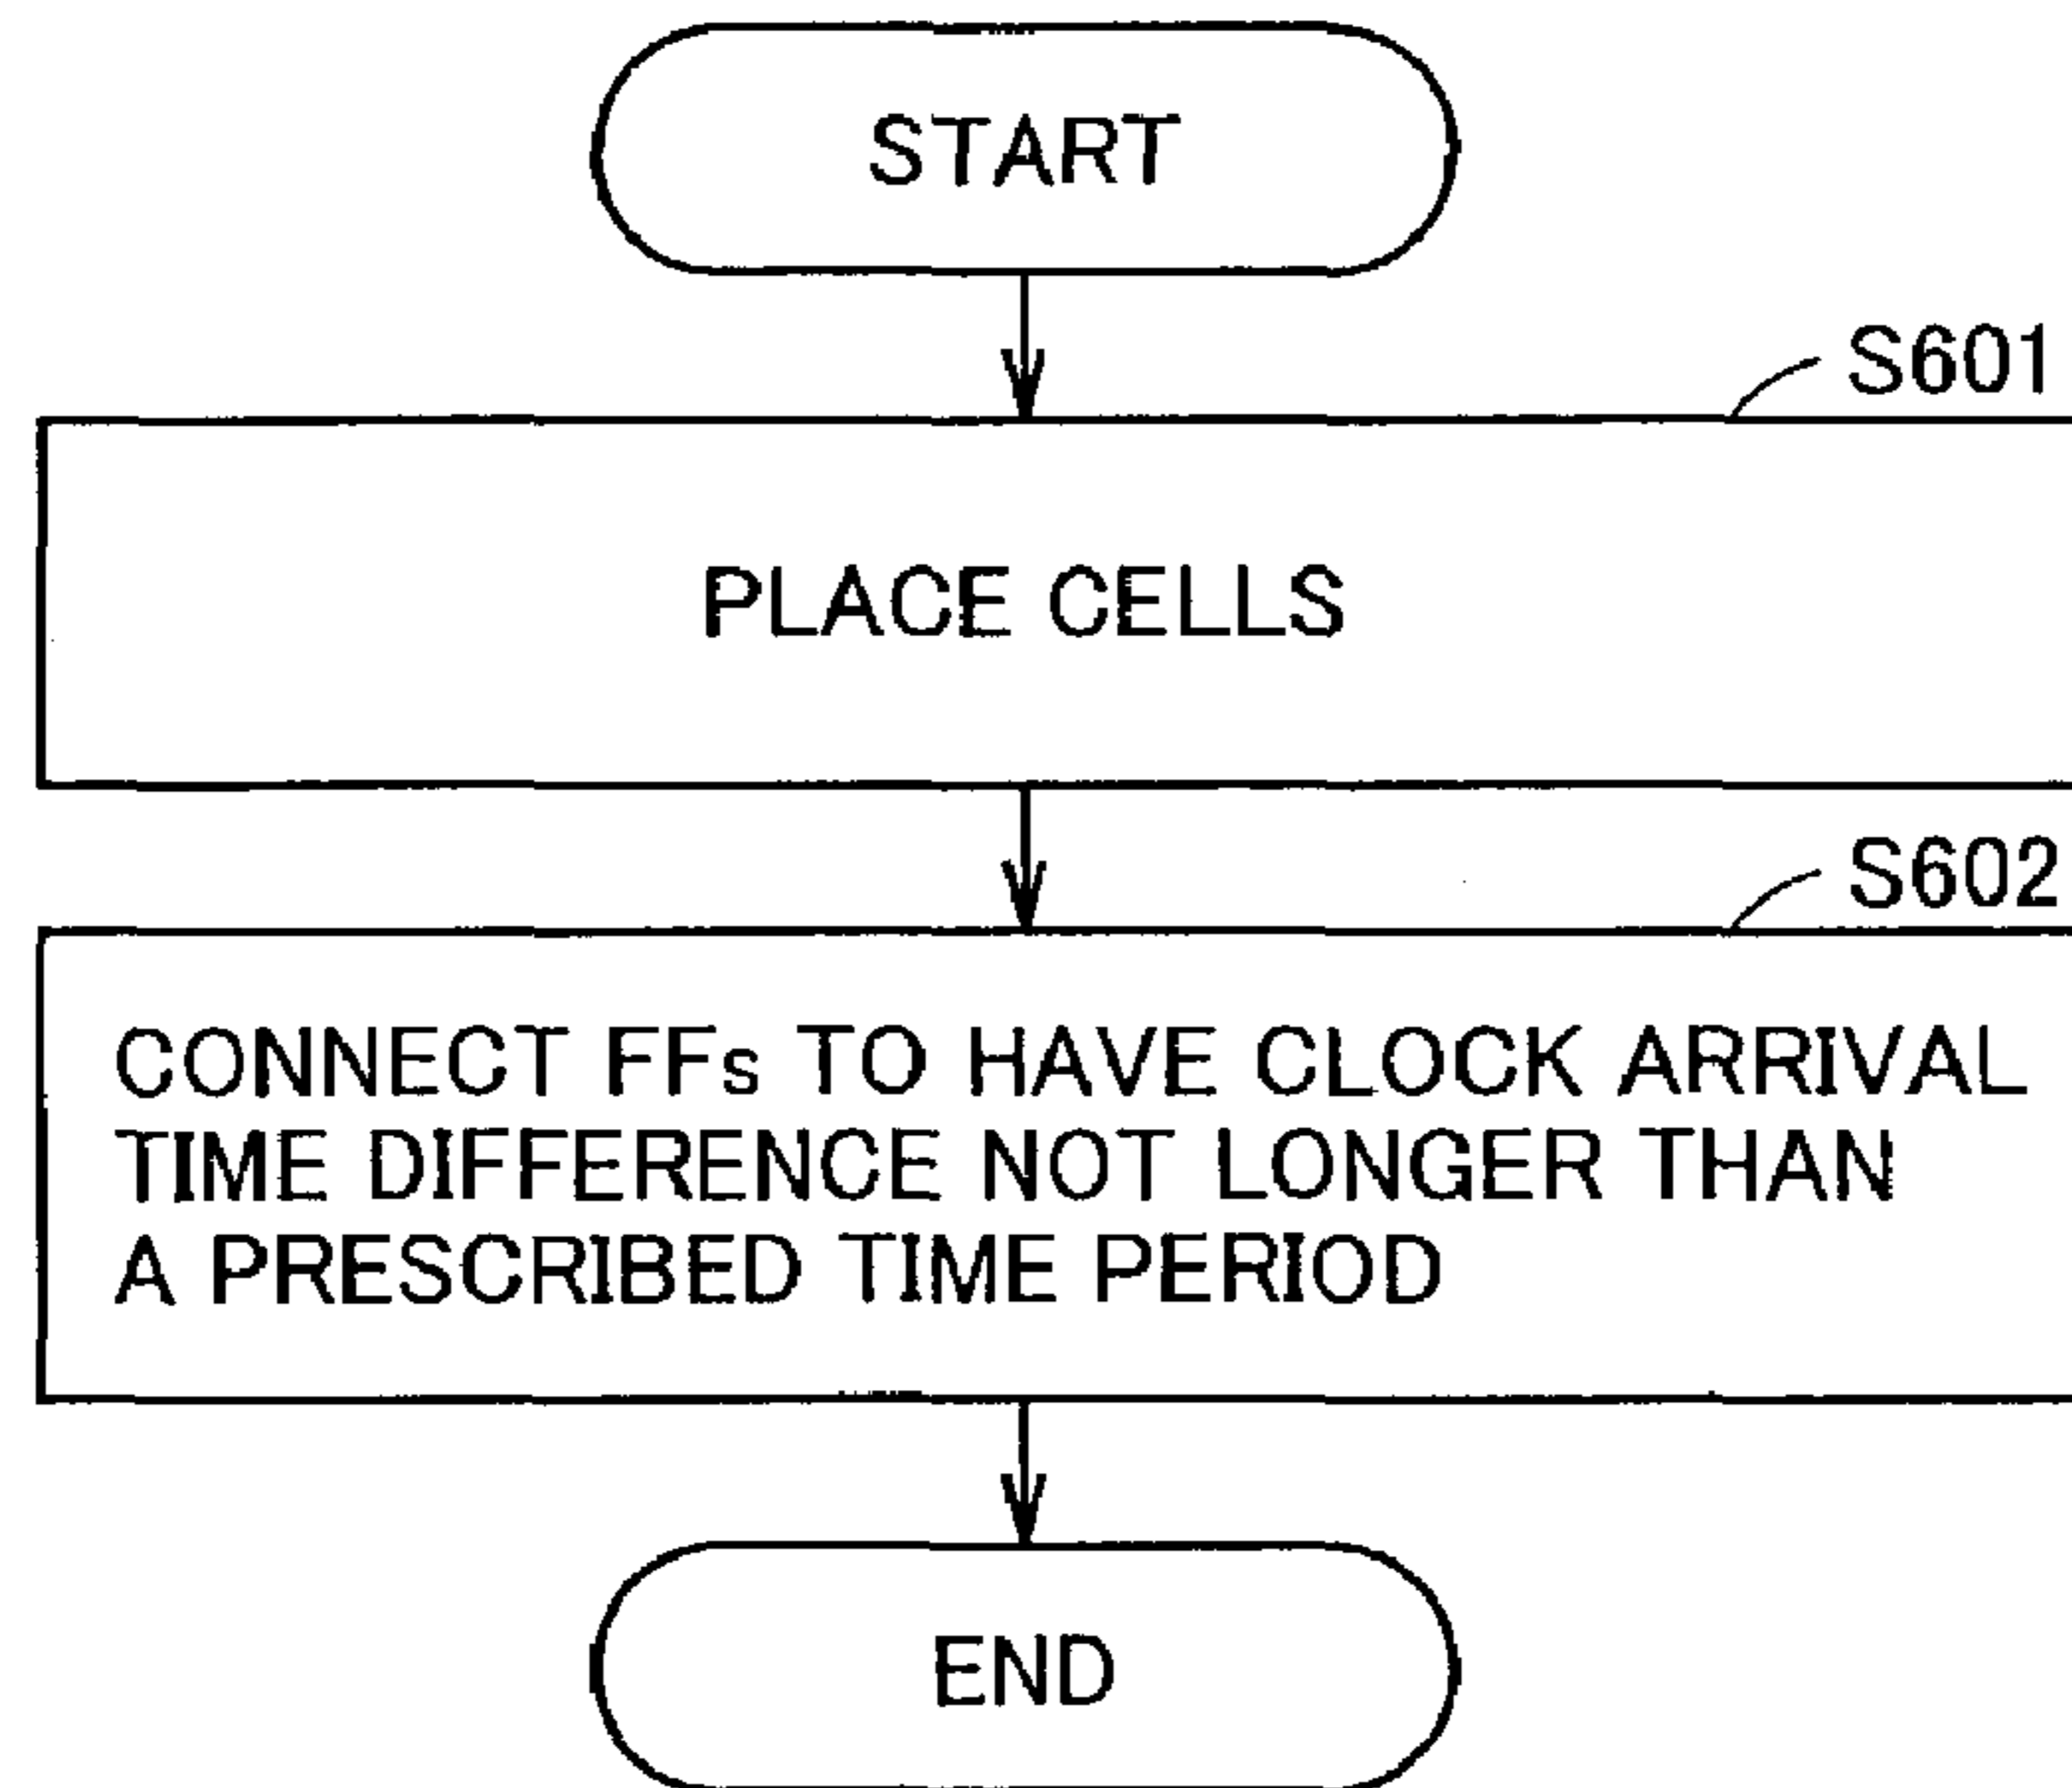 START
S601
PLACE CELLS
S602
CONNECT FFs TO HAVE CLOCK ARRIVAL
TIME DIFFERENCE NOT LONGER THAN
A PRESCRIBED TIME PERIOD
END